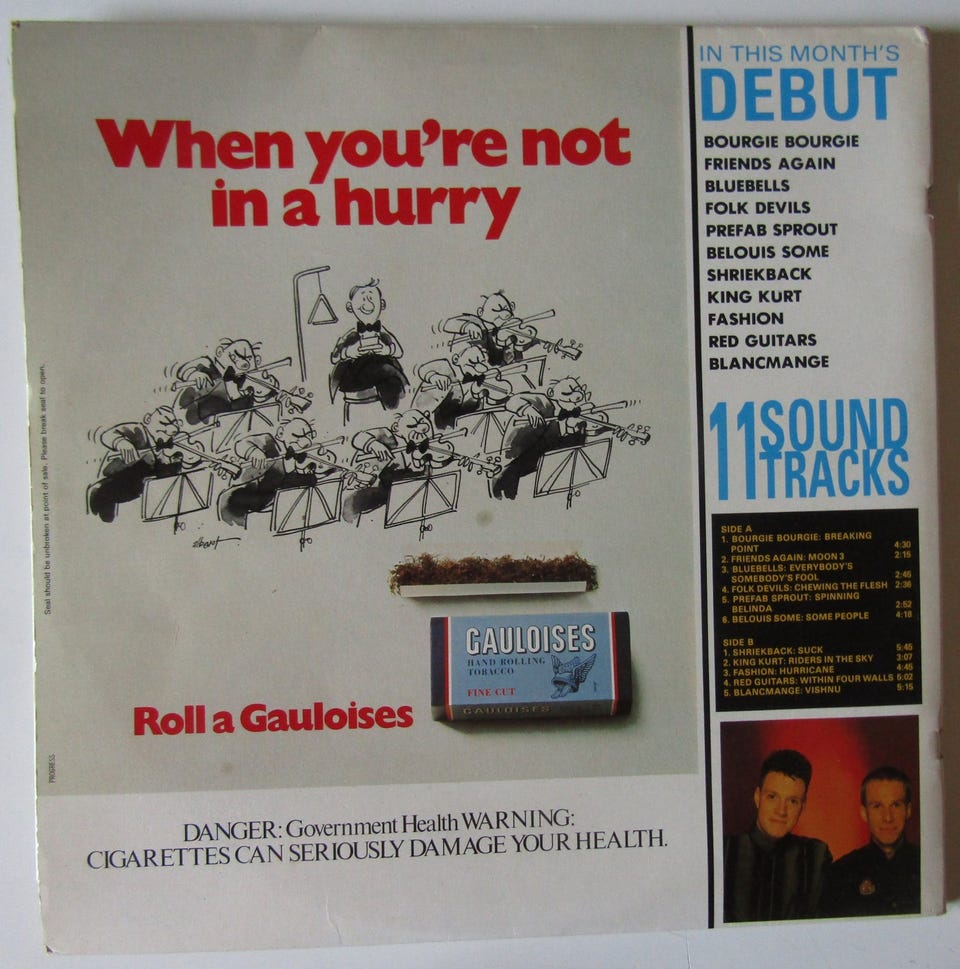 When you're not
in a hurry
Seal should be unbroken at point of sale. Please break seal to open.
GAULOISES
HAND ROLLING
TOBACCO
FINE CUT
GAULOISES
Roll a Gauloises
PROGRESS
DANGER: Government Health WARNING:
CIGARETTES CAN SERIOUSLY DAMAGE YOUR HEALTH.
IN THIS MONTH'S
DEBUT
BOURGIE BOURGIE
FRIENDS AGAIN
BLUEBELLS
FOLK DEVILS
PREFAB SPROUT
BELOUIS SOME
SHRIEKBACK
KING KURT
FASHION
RED GUITARS
BLANCMANGE
11 SOUND
TRACKS
SIDE A
1. BOURGIE BOURGIE: BREAKING
POINT 4:30
2. FRIENDS AGAIN: MOON 3 2:15
3. BLUEBELLS: EVERYBODY'S
SOMEBODY'S FOOL 2:46
4. FOLK DEVILS: CHEWING THE FLESH 2:36
5. PREFAB SPROUT: SPINNING
BELINDA 2:52
6. BELOUIS SOME: SOME PEOPLE 4:18
SIDE B
1. SHRIEKBACK: SUCK 5:45
2. KING KURT: RIDERS IN THE SKY 3:07
3. FASHION: HURRICANE 4:45
4. RED GUITARS: WITHIN FOUR WALLS 5:02
5. BLANCMANGE: VISHNU 5:15